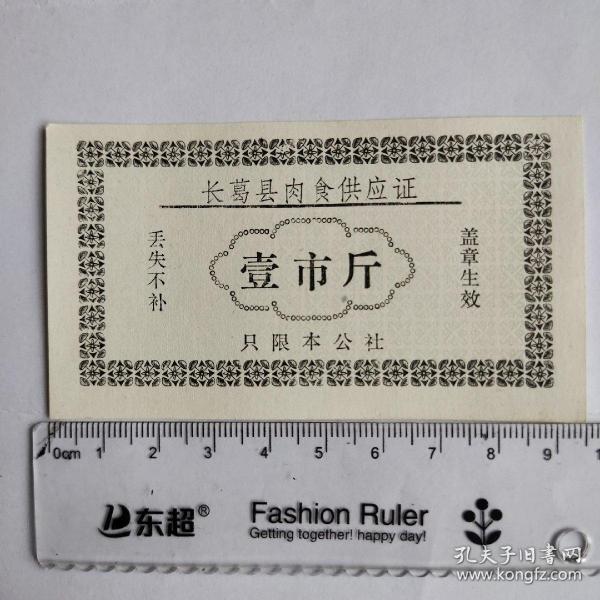 长葛县肉食供应证
丢失不补
壹市斤
盖章生效
只限本公社
0cm 1 2 3 4 5 6 7 8 9 10
东超®
Fashion Ruler
Getting together! happy day!
孔夫子旧书网
www.kongfz.com